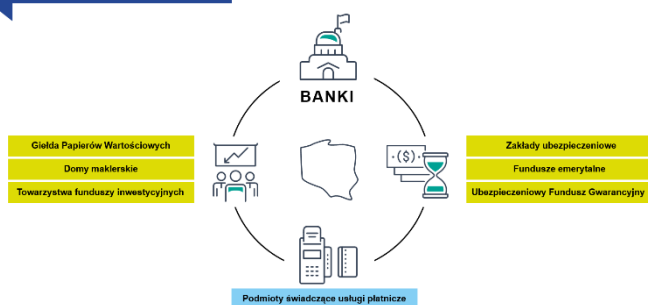 BANKI
Giełda Papierów Wartościowych
Domy maklerskie
Towarzystwa funduszy inwestycyjnych
($)
Zakłady ubezpieczeniowe
Fundusze emerytalne
Ubezpieczeniowy Fundusz Gwarancyjny
Podmioty świadczące usługi płatnicze